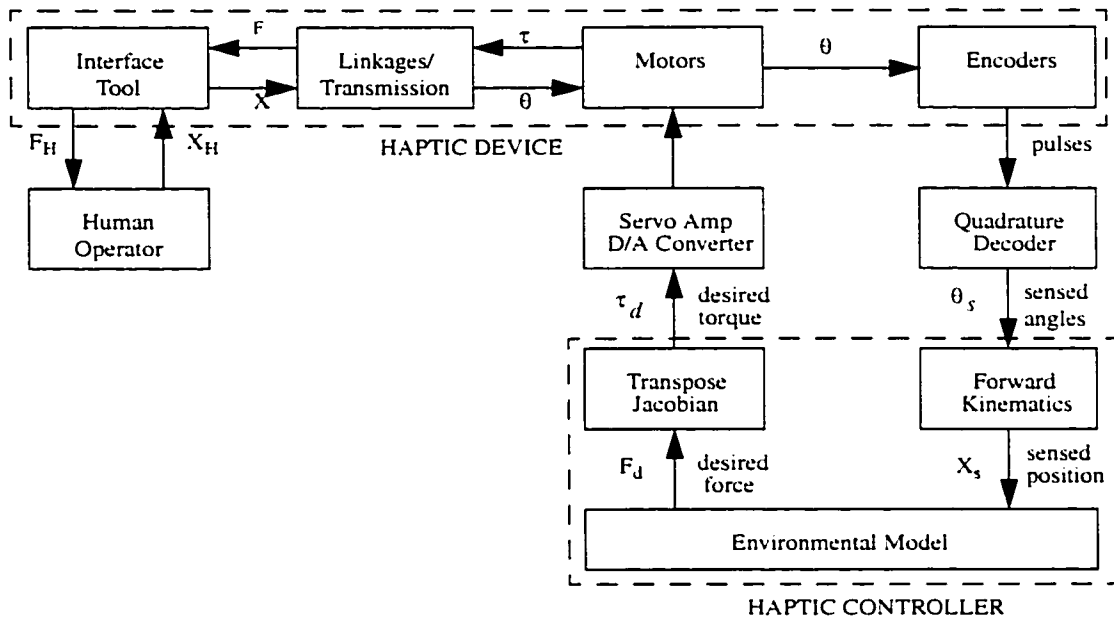 F
τ
θ
Interface
Tool
Linkages/
Transmission
Motors
Encoders
X
θ
F_H
X_H
HAPTIC DEVICE
pulses
Human
Operator
Servo Amp
D/A Converter
Quadrature
Decoder
τ_d
desired
torque
θ_s
sensed
angles
Transpose
Jacobian
Forward
Kinematics
F_d
desired
force
X_s
sensed
position
Environmental Model
HAPTIC CONTROLLER